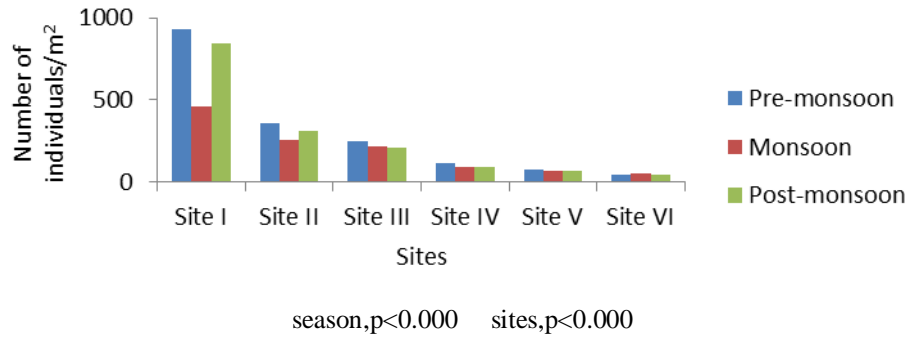 1000
500
0
Number of
individuals/m²
Site I Site II Site III Site IV Site V Site VI
Sites
Pre-monsoon
Monsoon
Post-monsoon
season,p<0.000 sites,p<0.000